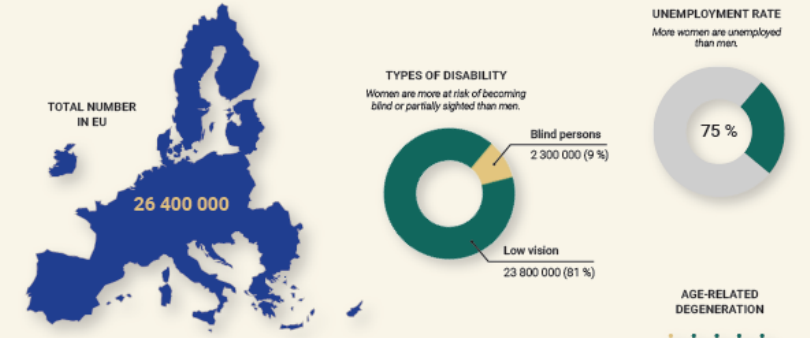 TOTAL NUMBER
IN EU
26 400 000
TYPES OF DISABILITY
Women are more at risk of becoming
blind or partially sighted than men.
Blind persons
2 300 000 (9 %)
Low vision
23 800 000 (81 %)
UNEMPLOYMENT RATE
More women are unemployed
than men.
75 %
AGE-RELATED
DEGENERATION